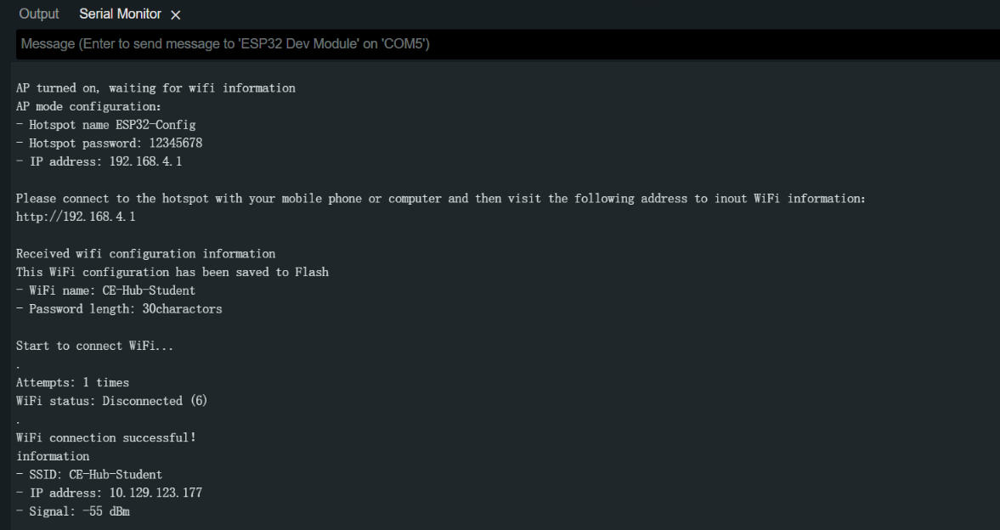 Output Serial Monitor ×
Message (Enter to send message to 'ESP32 Dev Module' on 'COM5')
AP turned on, waiting for wifi information
AP mode configuration:
- Hotspot name ESP32-Config
- Hotspot password: 12345678
- IP address: 192.168.4.1
Please connect to the hotspot with your mobile phone or computer and then visit the following address to inout WiFi information:
http://192.168.4.1
Received wifi configuration information
This WiFi configuration has been saved to Flash
- WiFi name: CE-Hub-Student
- Password length: 30charactors
Start to connect WiFi...
.
Attempts: 1 times
WiFi status: Disconnected (6)
.
WiFi connection successful!
information
- SSID: CE-Hub-Student
- IP address: 10.129.123.177
- Signal: -55 dBm